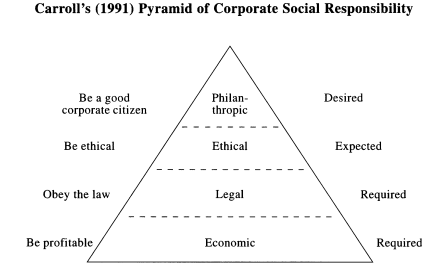 Carroll's (1991) Pyramid of Corporate Social Responsibility
Be a good
corporate citizen
Philan-
thropic
Desired
Be ethical
Ethical
Expected
Obey the law
Legal
Required
Be profitable
Economic
Required